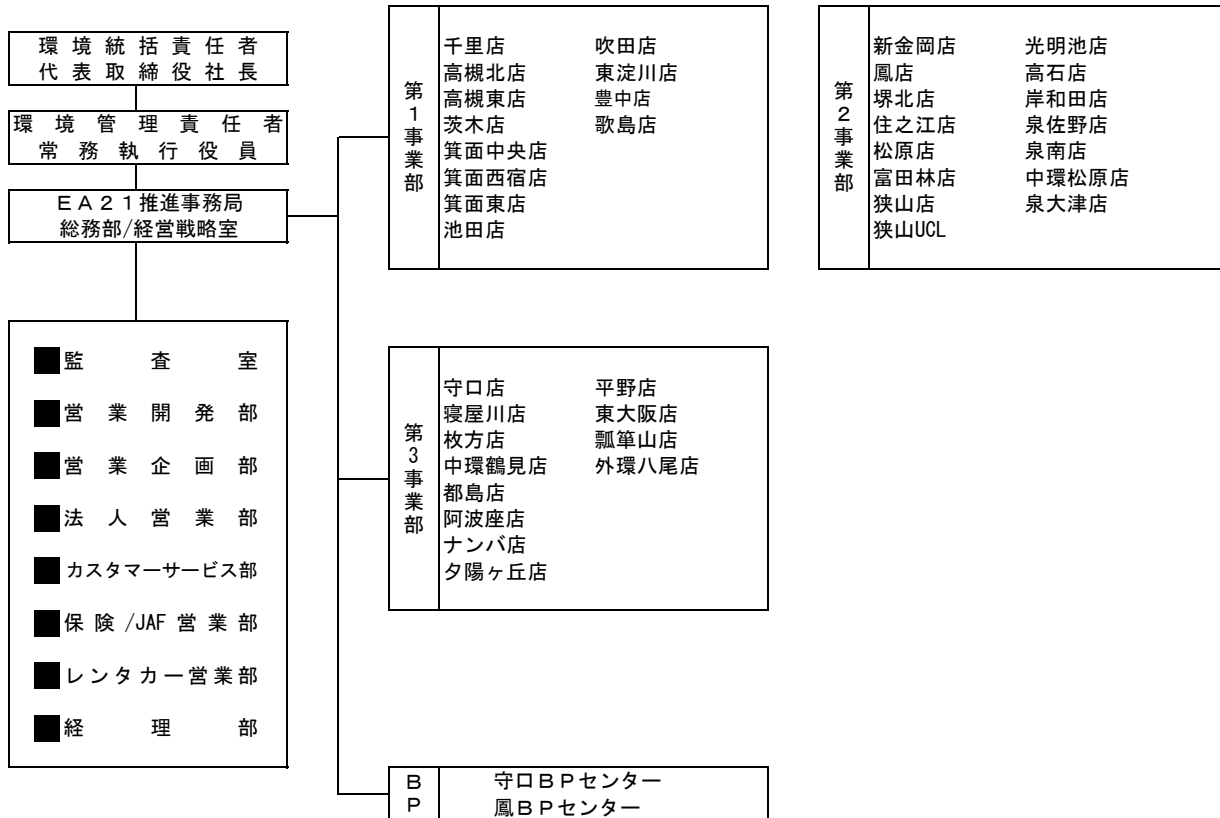 環境統括責任者
代表取締役社長
環境管理責任者
常務執行役員
ＥＡ２１推進事務局
総務部/経営戦略室
監査室
営業開発部
営業企画部
法人営業部
カスタマーサービス部
保険/JAF営業部
レンタカー営業部
経理部
第1事業部
千里店
高槻北店
高槻東店
茨木店
箕面中央店
箕面西宿店
箕面東店
池田店
吹田店
東淀川店
豊中店
歌島店
第2事業部
新金岡店
鳳店
堺北店
住之江店
松原店
富田林店
狭山店
狭山UCL
光明池店
高石店
岸和田店
泉佐野店
泉南店
中環松原店
泉大津店
第3事業部
守口店
寝屋川店
枚方店
中環鶴見店
都島店
阿波座店
ナンバ店
夕陽ヶ丘店
平野店
東大阪店
瓢箪山店
外環八尾店
ＢＰ
守口ＢＰセンター
鳳ＢＰセンター